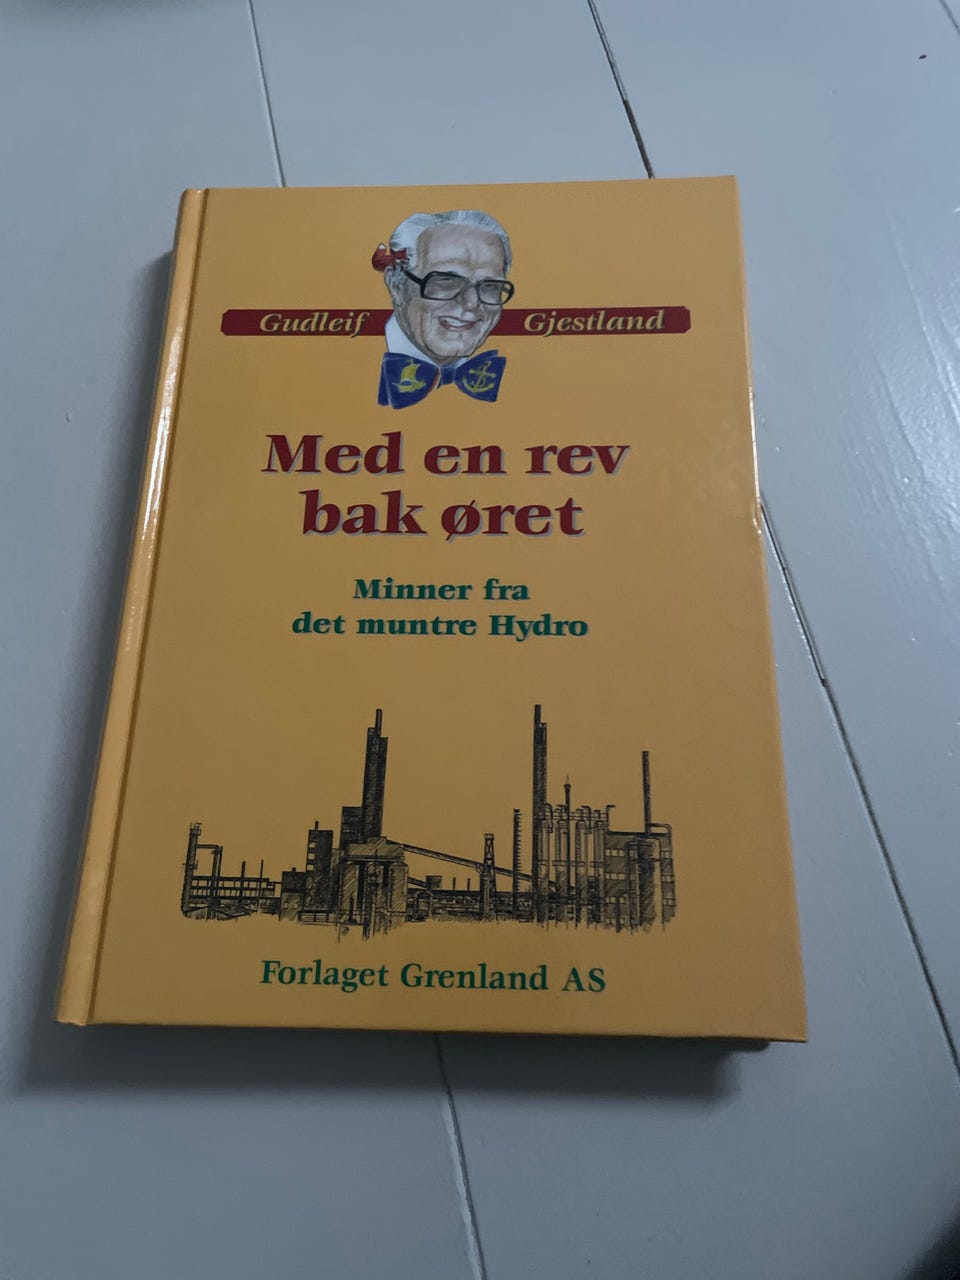 Gudleif Gjestland
Med en rev
bak øret
Minner fra
det muntre Hydro
Forlaget Grenland AS